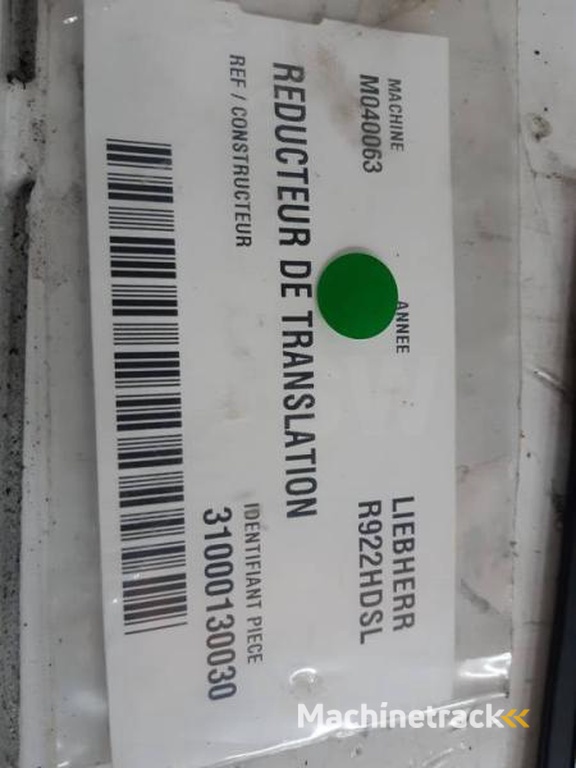 MACHINE
M040063
ANNEE
LIEBHERR
R922HDSL
REDUCTEUR DE TRANSLATION
REF / CONSTRUCTEUR
IDENTIFIANT PIECE
31000130030
Machinetrack